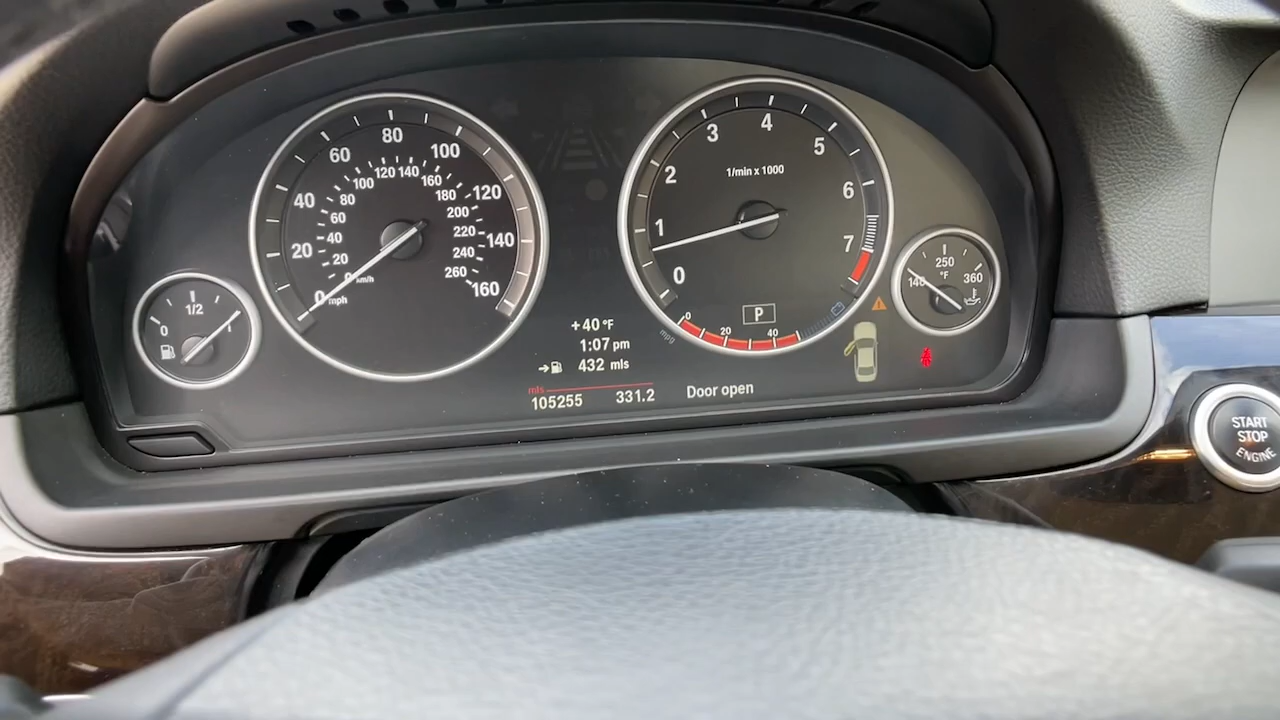 0
1/2
0
20
40
60
80
100
120
140
160
mph
0
20
40
60
80
100
120
140
160
180
200
220
240
260
km/h
0
1
2
3
4
5
6
7
1/min x 1000
P
mpg
0
20
40
140
250
°F
360
+40 °F
1:07 pm
432 mls
mls
105255 331.2
Door open
START
STOP
ENGINE